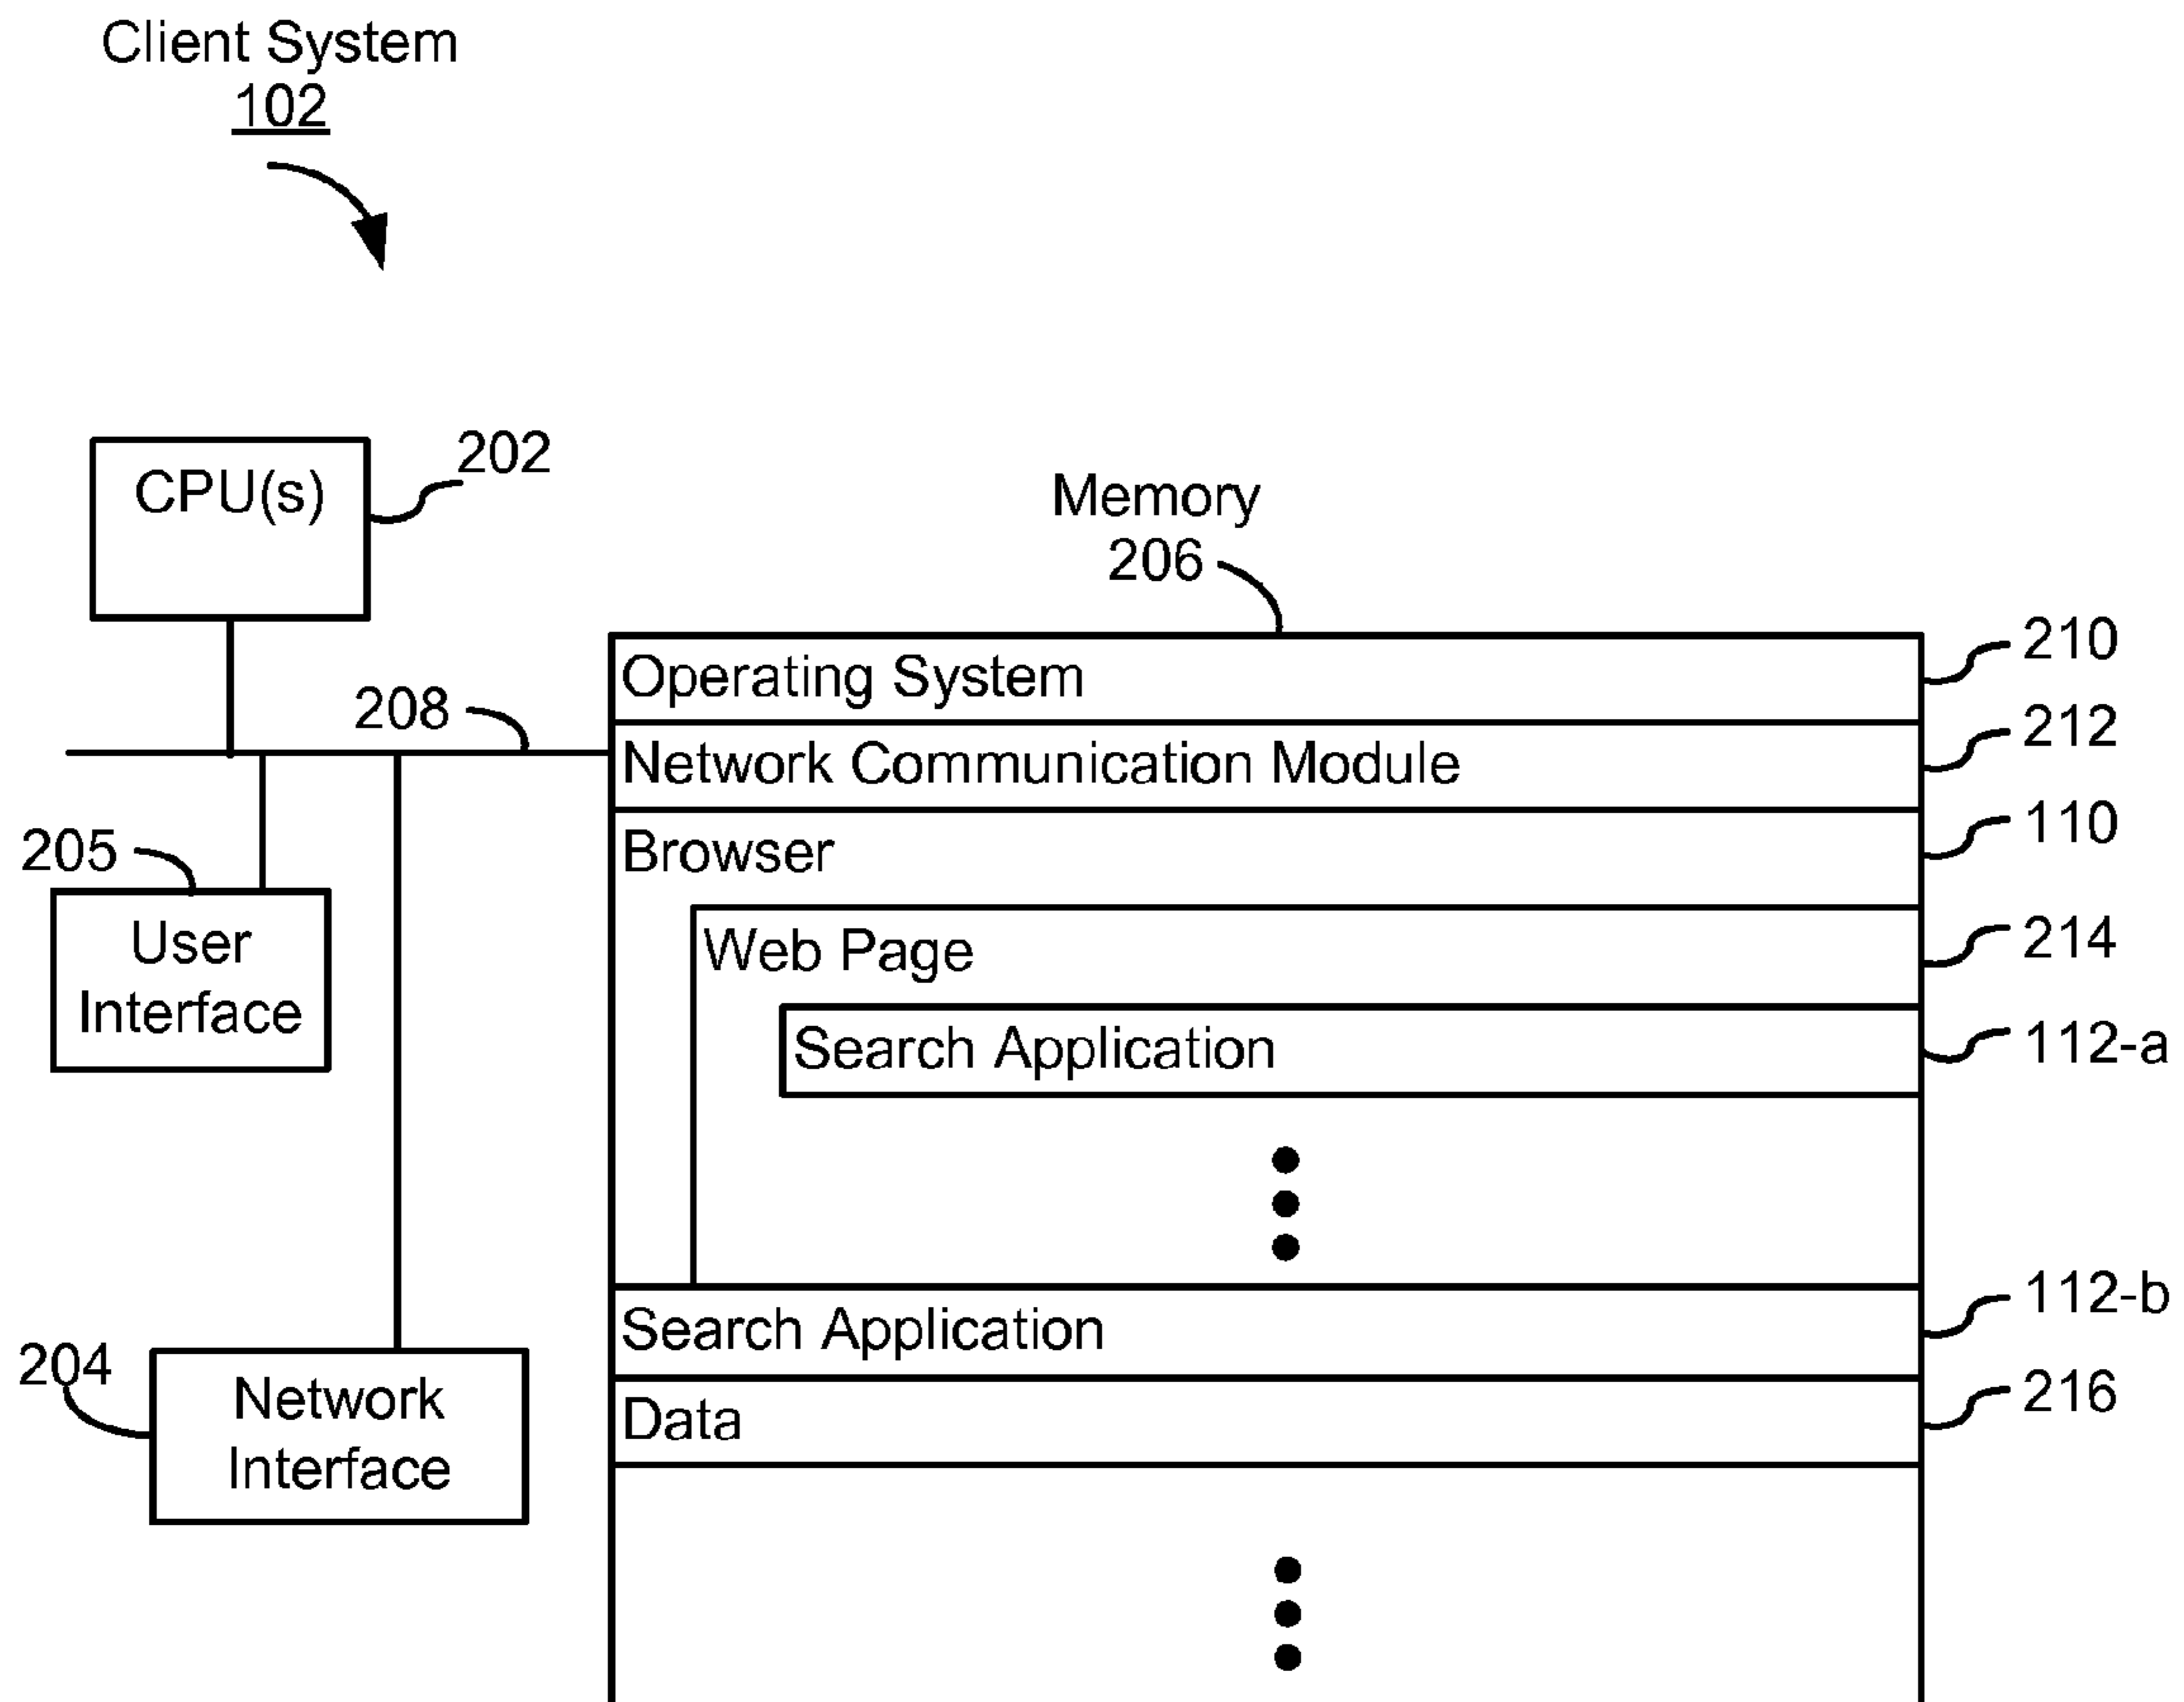 Client System
102
CPU(s)
202
Memory
206
Operating System
210
208
Network Communication Module
212
Browser
110
205
User
Interface
Web Page
214
Search Application
112-a
Search Application
112-b
204
Network
Interface
Data
216